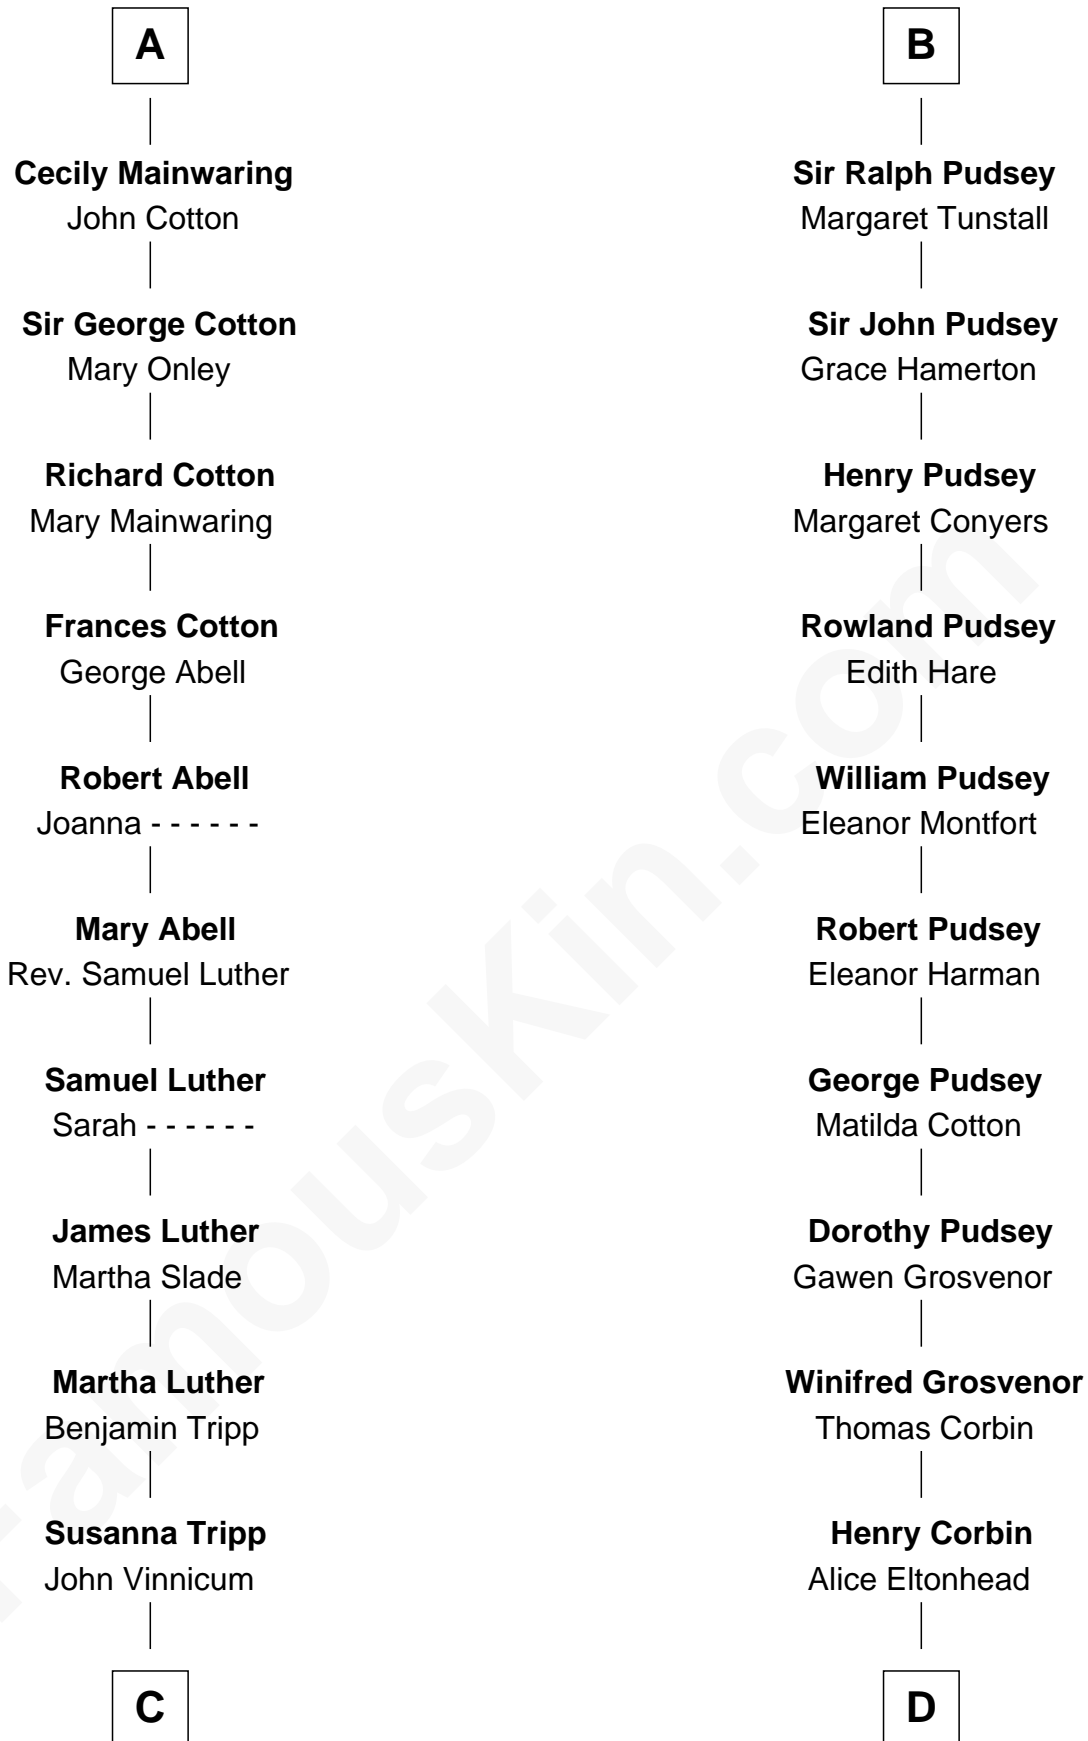 A
Cecily Mainwaring
John Cotton
Sir George Cotton
Mary Onley
Richard Cotton
Mary Mainwaring
Frances Cotton
George Abell
Robert Abell
Joanna - - - - - -
Mary Abell
Rev. Samuel Luther
Samuel Luther
Sarah - - - - - -
James Luther
Martha Slade
Martha Luther
Benjamin Tripp
Susanna Tripp
John Vinnicum
C
B
Sir Ralph Pudsey
Margaret Tunstall
Sir John Pudsey
Grace Hamerton
Henry Pudsey
Margaret Conyers
Rowland Pudsey
Edith Hare
William Pudsey
Eleanor Montfort
Robert Pudsey
Eleanor Harman
George Pudsey
Matilda Cotton
Dorothy Pudsey
Gawen Grosvenor
Winifred Grosvenor
Thomas Corbin
Henry Corbin
Alice Eltonhead
D
FamousKin.com